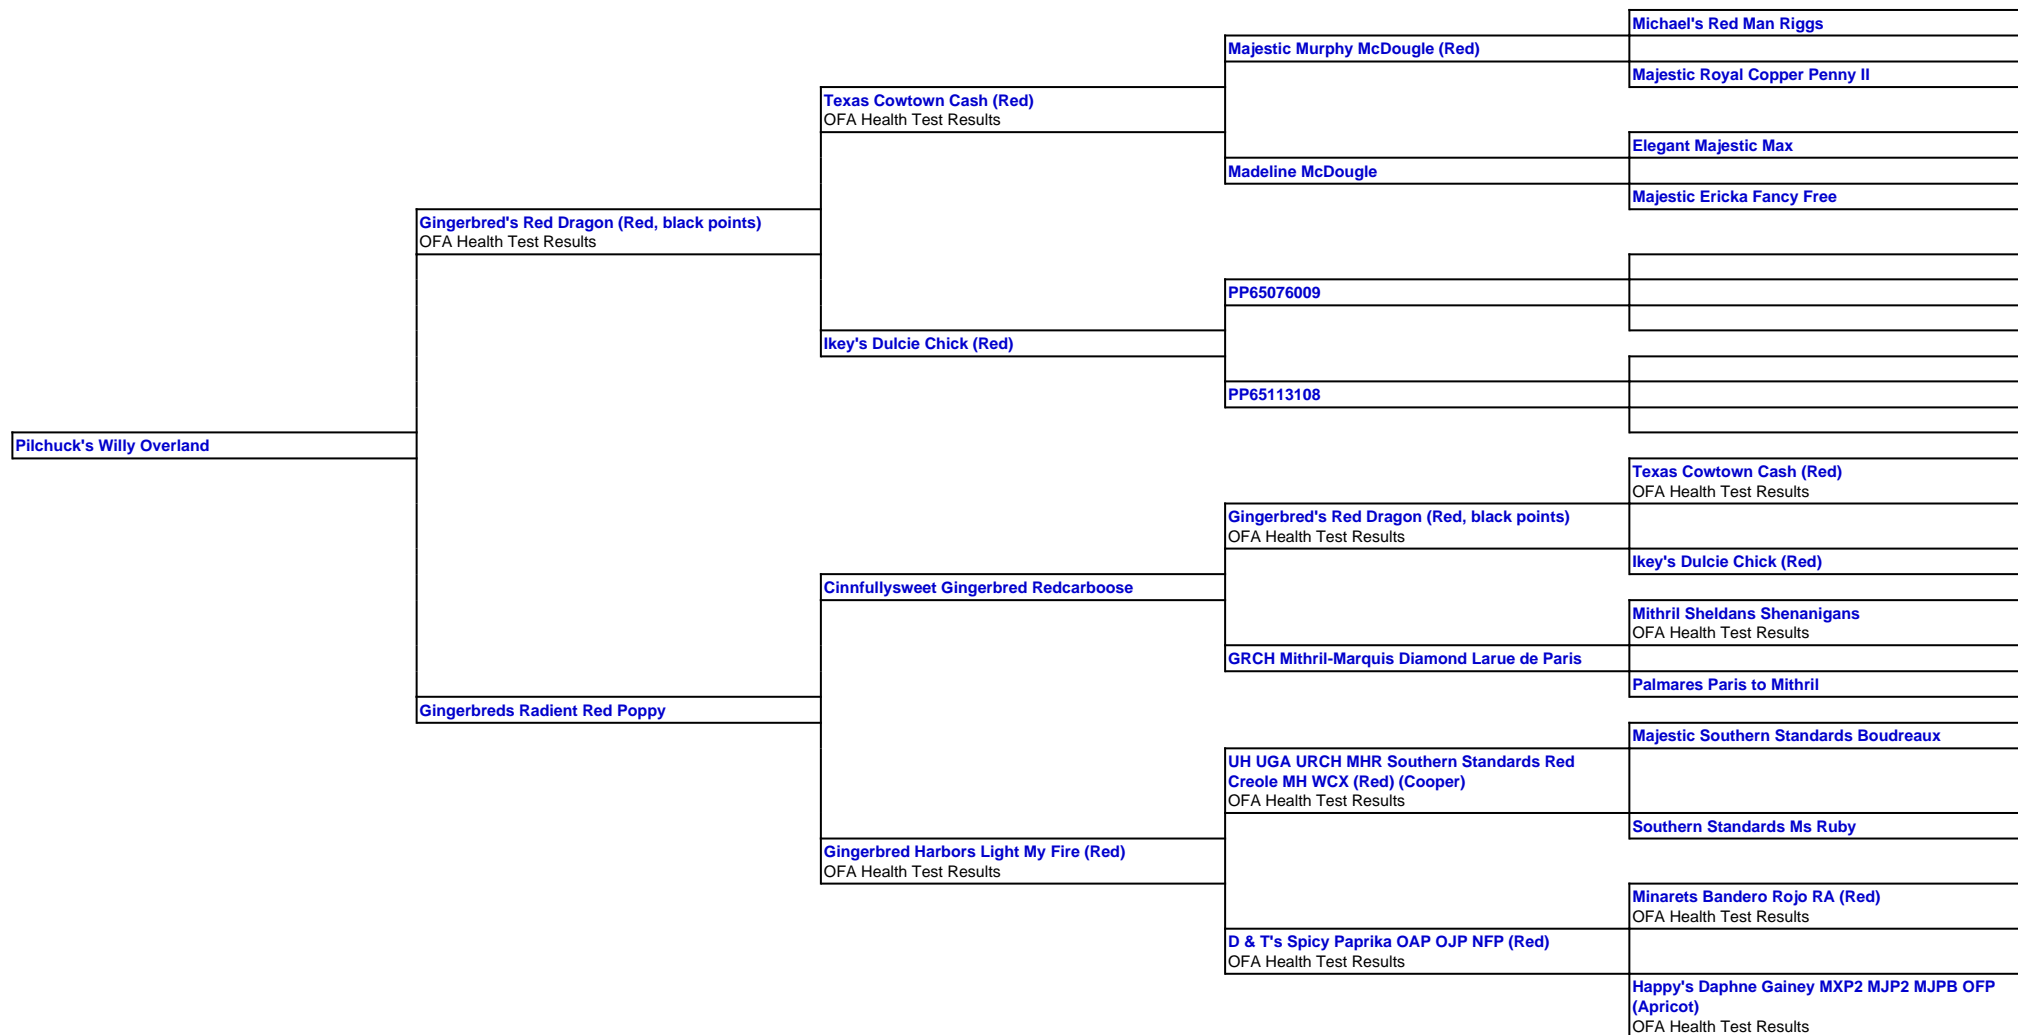 Michael's Red Man Riggs
Majestic Murphy McDougle (Red)
Majestic Royal Copper Penny II
Texas Cowtown Cash (Red)
OFA Health Test Results
Elegant Majestic Max
Madeline McDougle
Majestic Ericka Fancy Free
Gingerbred's Red Dragon (Red, black points)
OFA Health Test Results
PP65076009
Ikey's Dulcie Chick (Red)
PP65113108
Pilchuck's Willy Overland
Texas Cowtown Cash (Red)
OFA Health Test Results
Gingerbred's Red Dragon (Red, black points)
OFA Health Test Results
Ikey's Dulcie Chick (Red)
Cinnfullysweet Gingerbred Redcarboose
Mithril Sheldans Shenanigans
OFA Health Test Results
GRCH Mithril-Marquis Diamond Larue de Paris
Palmares Paris to Mithril
Gingerbreds Radient Red Poppy
Majestic Southern Standards Boudreaux
UH UGA URCH MHR Southern Standards Red
Creole MH WCX (Red) (Cooper)
OFA Health Test Results
Southern Standards Ms Ruby
Gingerbred Harbors Light My Fire (Red)
OFA Health Test Results
Minarets Bandero Rojo RA (Red)
OFA Health Test Results
D & T's Spicy Paprika OAP OJP NFP (Red)
OFA Health Test Results
Happy's Daphne Gainey MXP2 MJP2 MJPB OFP
(Apricot)
OFA Health Test Results